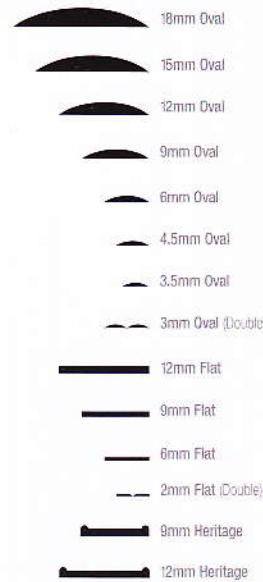 18mm Oval
15mm Oval
12mm Oval
9mm Oval
6mm Oval
4.5mm Oval
3.5mm Oval
3mm Oval (Double
12mm Flat
9mm Flat
6mm Flat
2mm Flat (Double)
9mm Heritage
12mm Heritage